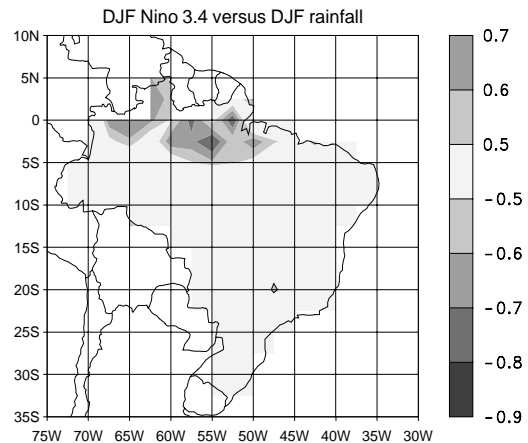 DJF Nino 3.4 versus DJF rainfall
10N
5N
0
5S
10S
15S
20S
25S
30S
35S
75W 70W 65W 60W 55W 50W 45W 40W 35W 30W
0.7
0.6
0.5
-0.5
-0.6
-0.7
-0.8
-0.9